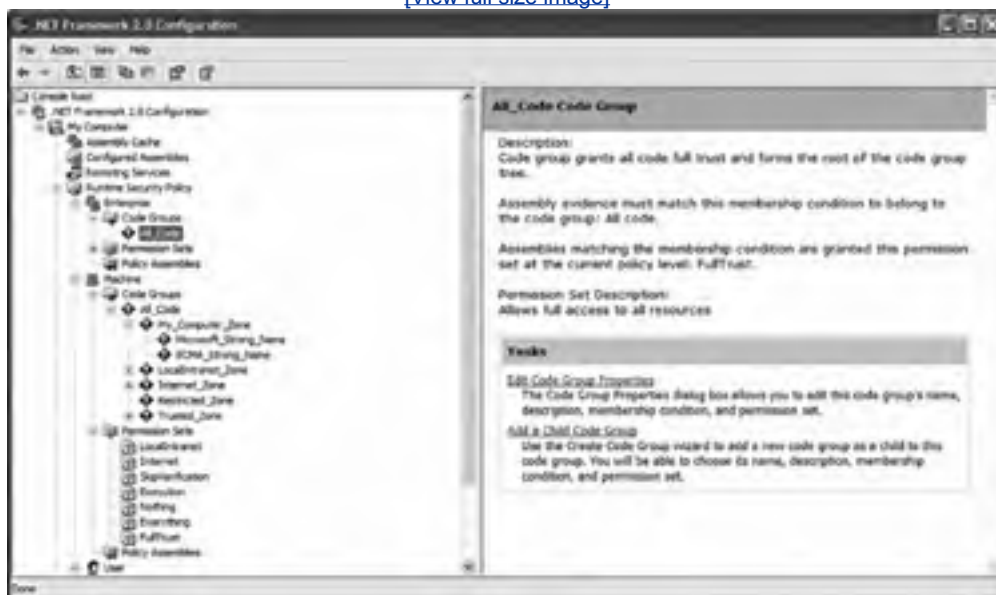 [View full size image]
.NET Framework 2.0 Configuration
File Action View Help
Console Root
.NET Framework 2.0 Configuration
My Computer
Assembly Cache
Configured Assemblies
Remoting Services
Runtime Security Policy
Enterprise
Code Groups
All_Code
Permission Sets
Policy Assemblies
Machine
Code Groups
All_Code
My_Computer_Zone
Microsoft_Strong_Name
ECMA_Strong_Name
LocalIntranet_Zone
Internet_Zone
Restricted_Zone
Trusted_Zone
Permission Sets
LocalIntranet
Internet
SkipVerification
Execution
Nothing
Everything
FullTrust
Policy Assemblies
User
All_Code Code Group
Description:
Code group grants all code full trust and forms the root of the code group
tree.
Assembly evidence must match this membership condition to belong to
the code group: All code.
Assemblies matching the membership condition are granted this permission
set at the current policy level: FullTrust.
Permission Set Description:
Allows full access to all resources
Tasks
Edit Code Group Properties
The Code Group Properties dialog box allows you to edit this code group's name,
description, membership condition, and permission set.
Add a Child Code Group
Use the Create Code Group wizard to add a new code group as a child to this
code group. You will be able to choose its name, description, membership
condition, and permission set.
Done